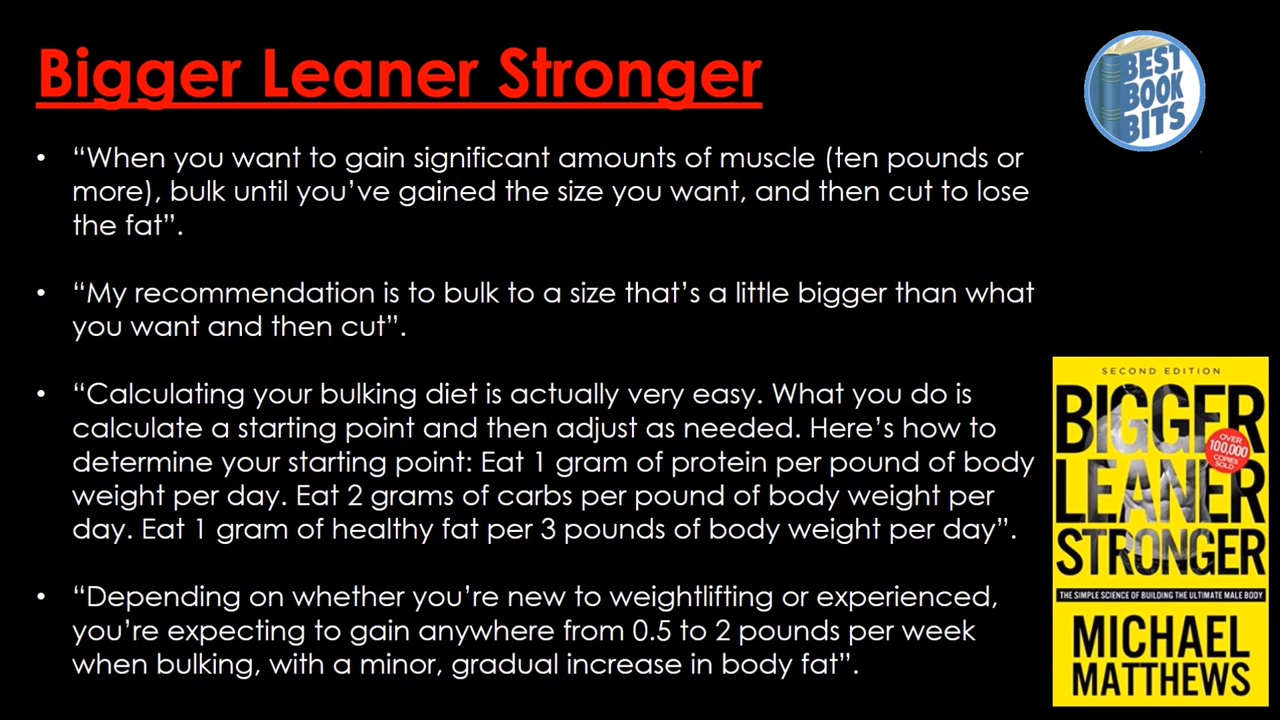 Bigger Leaner Stronger
BEST
BOOK
BITS
• “When you want to gain significant amounts of muscle (ten pounds or
more), bulk until you’ve gained the size you want, and then cut to lose
the fat”.
• “My recommendation is to bulk to a size that’s a little bigger than what
you want and then cut”.
• “Calculating your bulking diet is actually very easy. What you do is
calculate a starting point and then adjust as needed. Here’s how to
determine your starting point: Eat 1 gram of protein per pound of body
weight per day. Eat 2 grams of carbs per pound of body weight per
day. Eat 1 gram of healthy fat per 3 pounds of body weight per day”.
• “Depending on whether you’re new to weightlifting or experienced,
you’re expecting to gain anywhere from 0.5 to 2 pounds per week
when bulking, with a minor, gradual increase in body fat”.
SECOND EDITION
BIGGER
OVER
100,000
COPIES
SOLD
LEANER
STRONGER
THE SIMPLE SCIENCE OF BUILDING THE ULTIMATE MALE BODY
MICHAEL
MATTHEWS